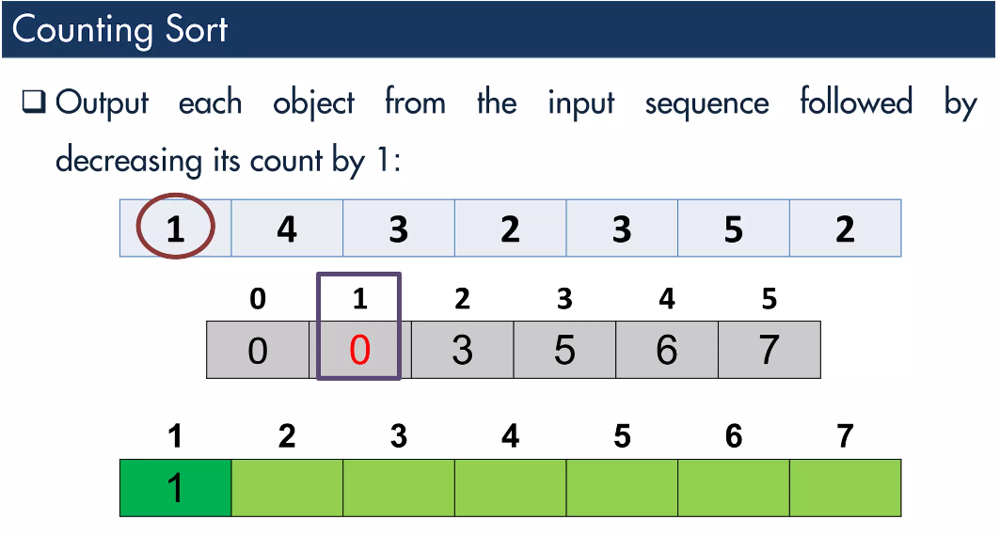 Counting Sort
Output each object from the input sequence followed by
decreasing its count by 1:
1 4 3 2 3 5 2
0 1 2 3 4 5
0 0 3 5 6 7
1 2 3 4 5 6 7
1